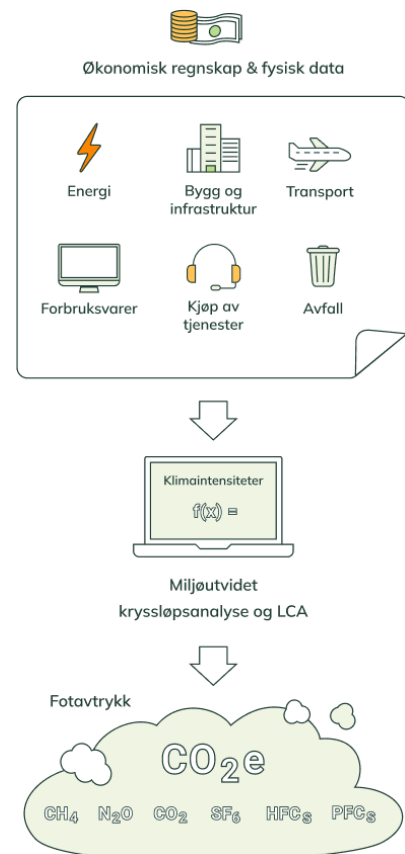 Økonomisk regnskap & fysisk data
Energi
Bygg og
infrastruktur
Transport
Forbruksvarer
Kjøp av
tjenester
Avfall
Klimaintensiteter
f(x) =
Miljøutvidet
kryssløpsanalyse og LCA
Fotavtrykk
CO₂e
CH₄ N₂O CO₂ SF₆ HFCₛ PFCₛ